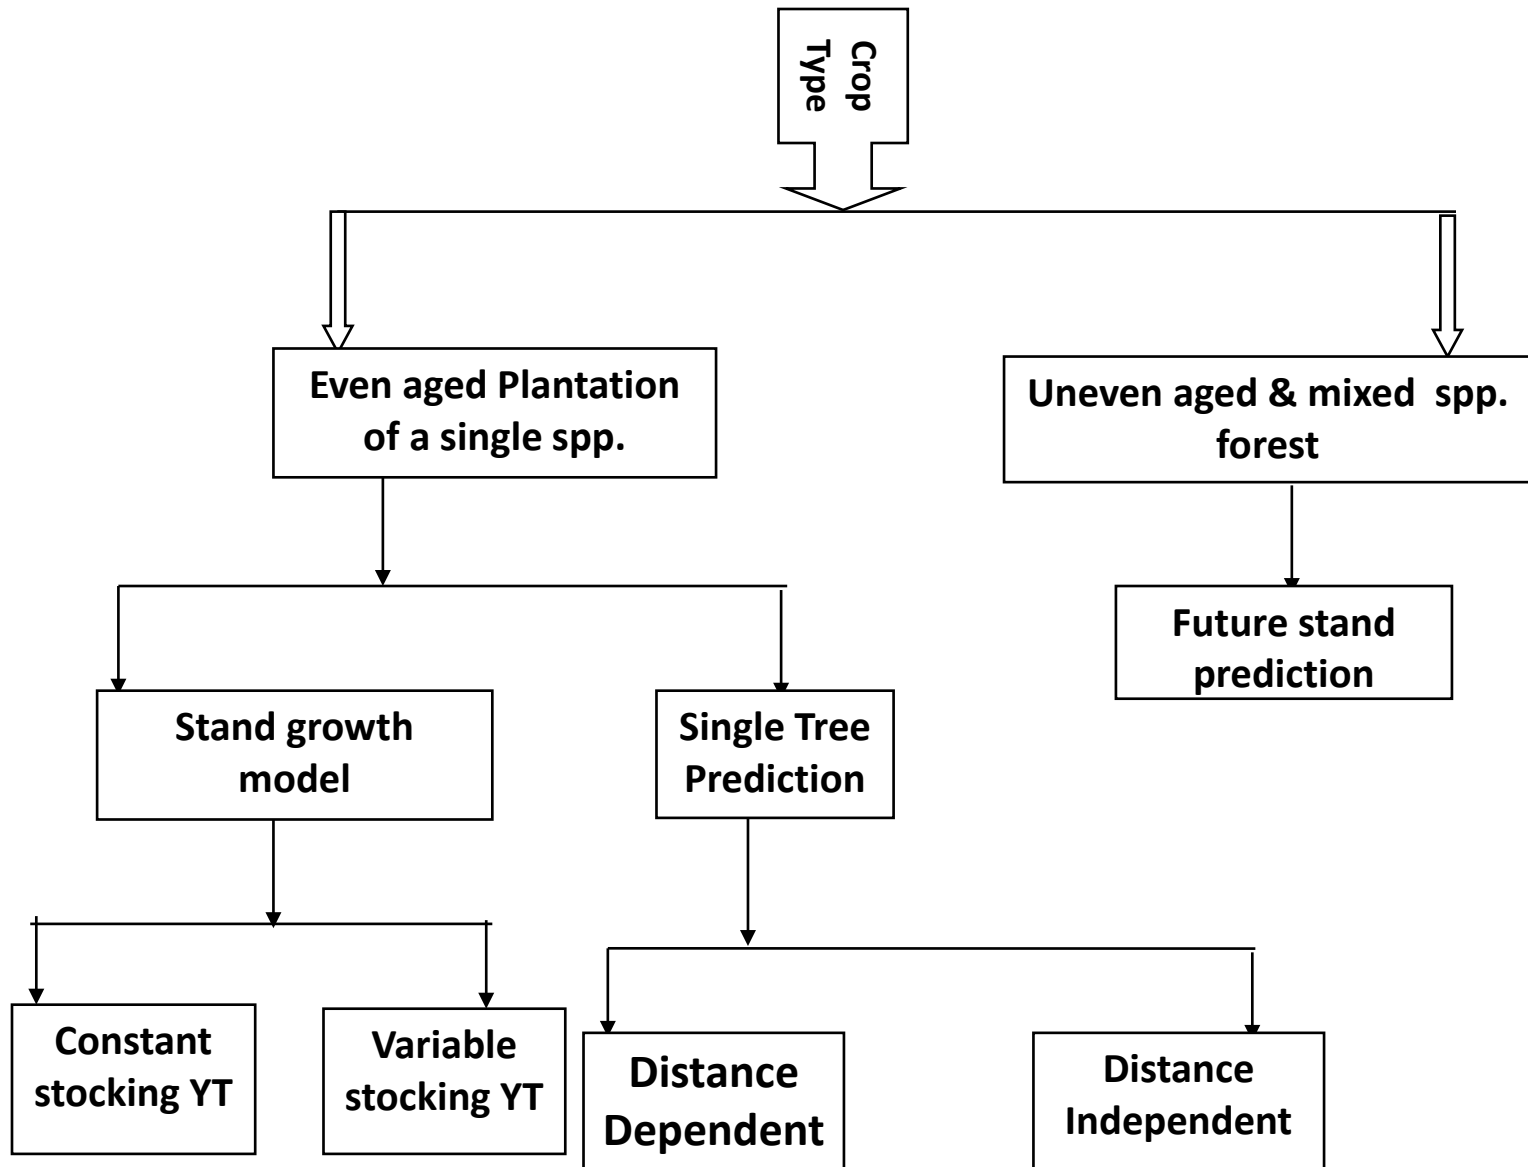 Crop
Type
Even aged Plantation
of a single spp.
Uneven aged & mixed spp.
forest
Future stand
prediction
Stand growth
model
Single Tree
Prediction
Constant
stocking YT
Variable
stocking YT
Distance
Dependent
Distance
Independent